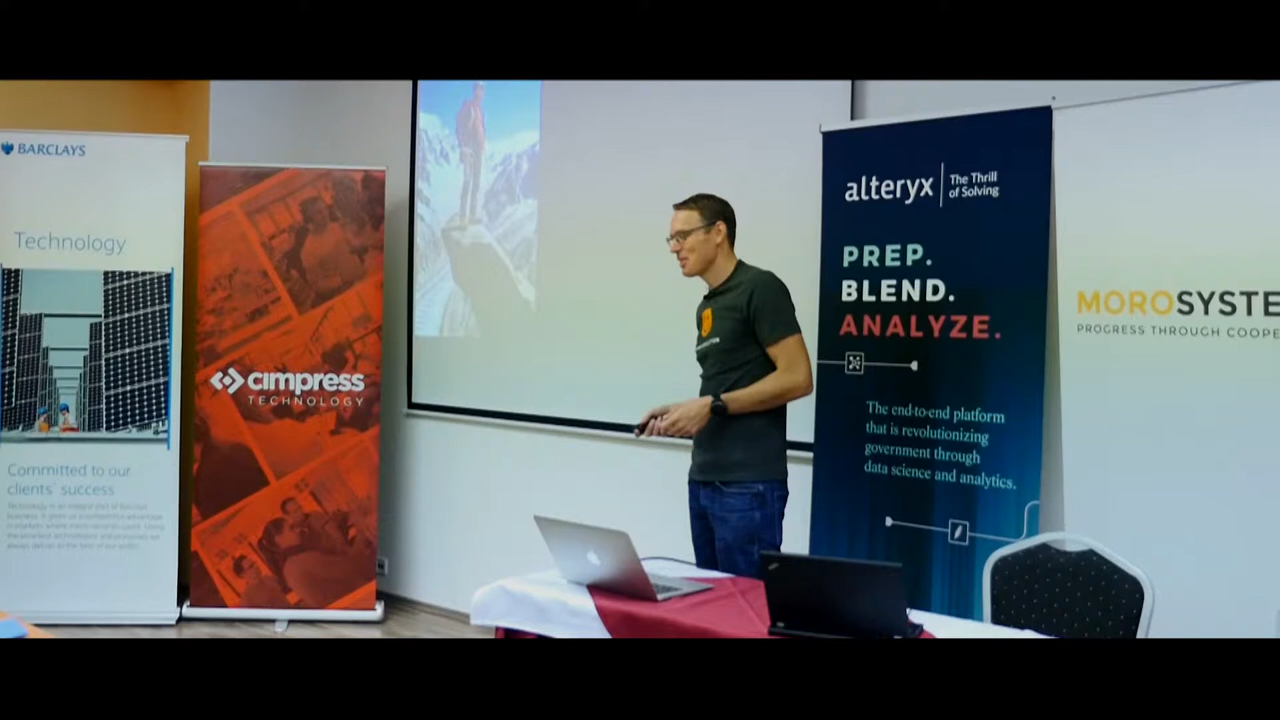 BARCLAYS
Technology
Committed to our
clients´ success
cimpress
TECHNOLOGY
alteryx
The Thrill
of Solving
PREP.
BLEND.
ANALYZE.
The end-to-end platform
that is revolutionizing
government through
data science and analytics.
MOROSYSTE
PROGRESS THROUGH COOPE